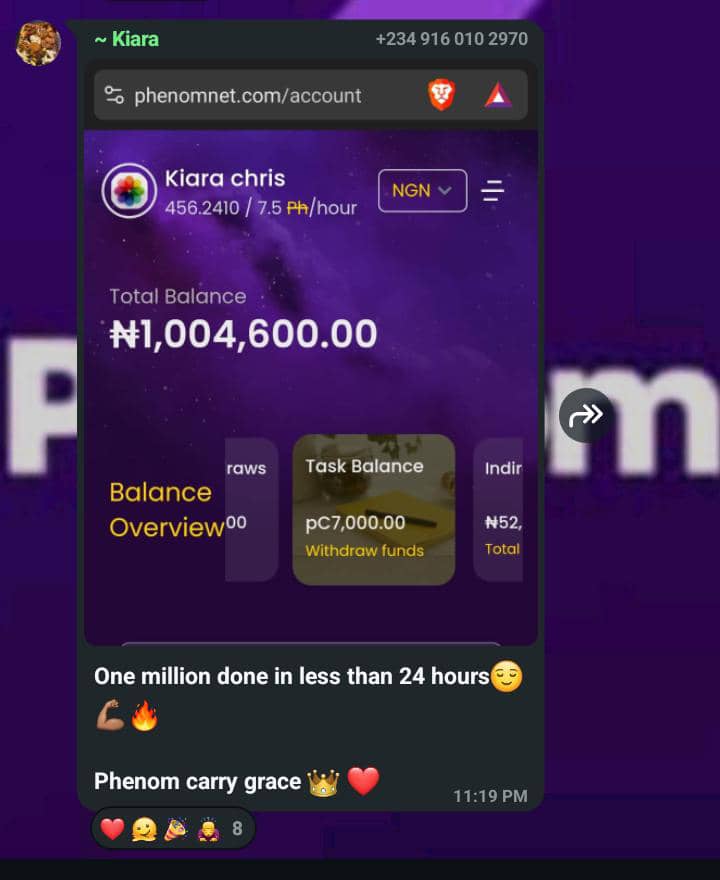 ~ Kiara
+234 916 010 2970
phenomnet.com/account
Kiara chris
456.2410 / 7.5 Ph/hour
NGN
Total Balance
₦1,004,600.00
Balance
Overview
raws
00
Task Balance
pC7,000.00
Withdraw funds
Indir
₦52,
Total
One million done in less than 24 hours😌
💪🏽🔥
Phenom carry grace 👑 ❤️
11:19 PM
❤️ 🥹 🎉 🙇 8
P
om